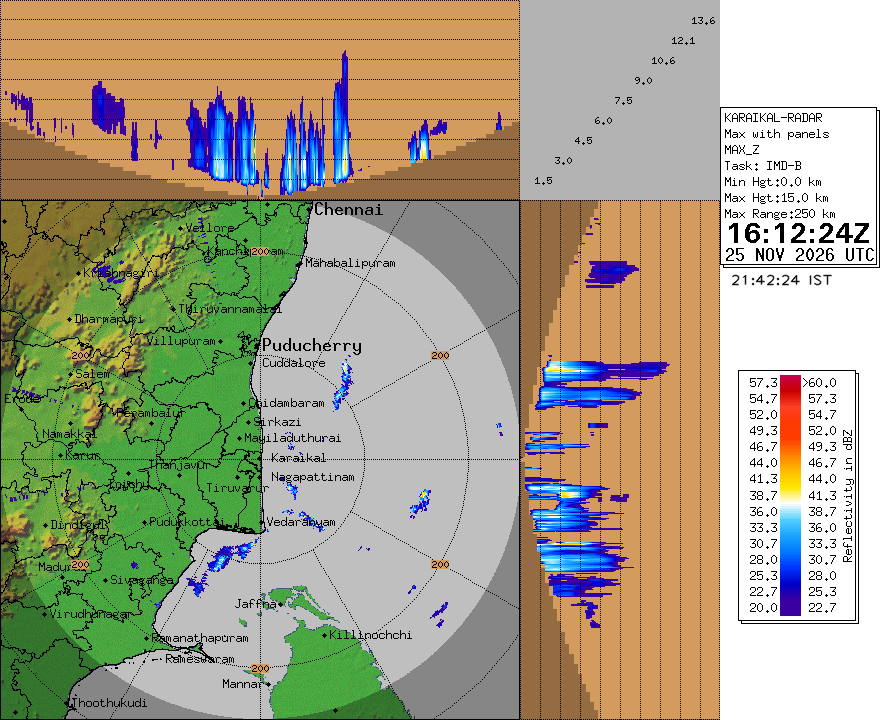 13.6
12.1
10.6
9.0
7.5
6.0
4.5
3.0
1.5
KARAIKAL-RADAR
Max with panels
MAX_Z
Task: IMD-B
Min Hgt:0.0 km
Max Hgt:15.0 km
Max Range:250 km
16:12:24Z
25 NOV 2026 UTC
21:42:24 IST
Chennai
Vellore
200
Krishnagiri
Mahabalipuram
Thiruvannamalai
Dharmapuri
Villupuram
Puducherry
200
200
Cuddalore
Salem
Erode
Chidambaram
Perambalur
Sirkazi
Namakkal
Mayiladuthurai
Karur
Karaikal
Thanjavur
Nagapattinam
Tiruvarur
Pudukkottai
Vedaranyam
Dindigul
200
200
Madurai
Sivaganga
Jaffna
Virudhunagar
Ramanathapuram
Killinochchi
Rameswaram
200
Mannar
Thoothukudi
57.3 >60.0
54.7 57.3
52.0 54.7
49.3 52.0
46.7 49.3
44.0 46.7
41.3 44.0
38.7 41.3
36.0 38.7
33.3 36.0
30.7 33.3
28.0 30.7
25.3 28.0
22.7 25.3
20.0 22.7
Reflectivity in dBZ